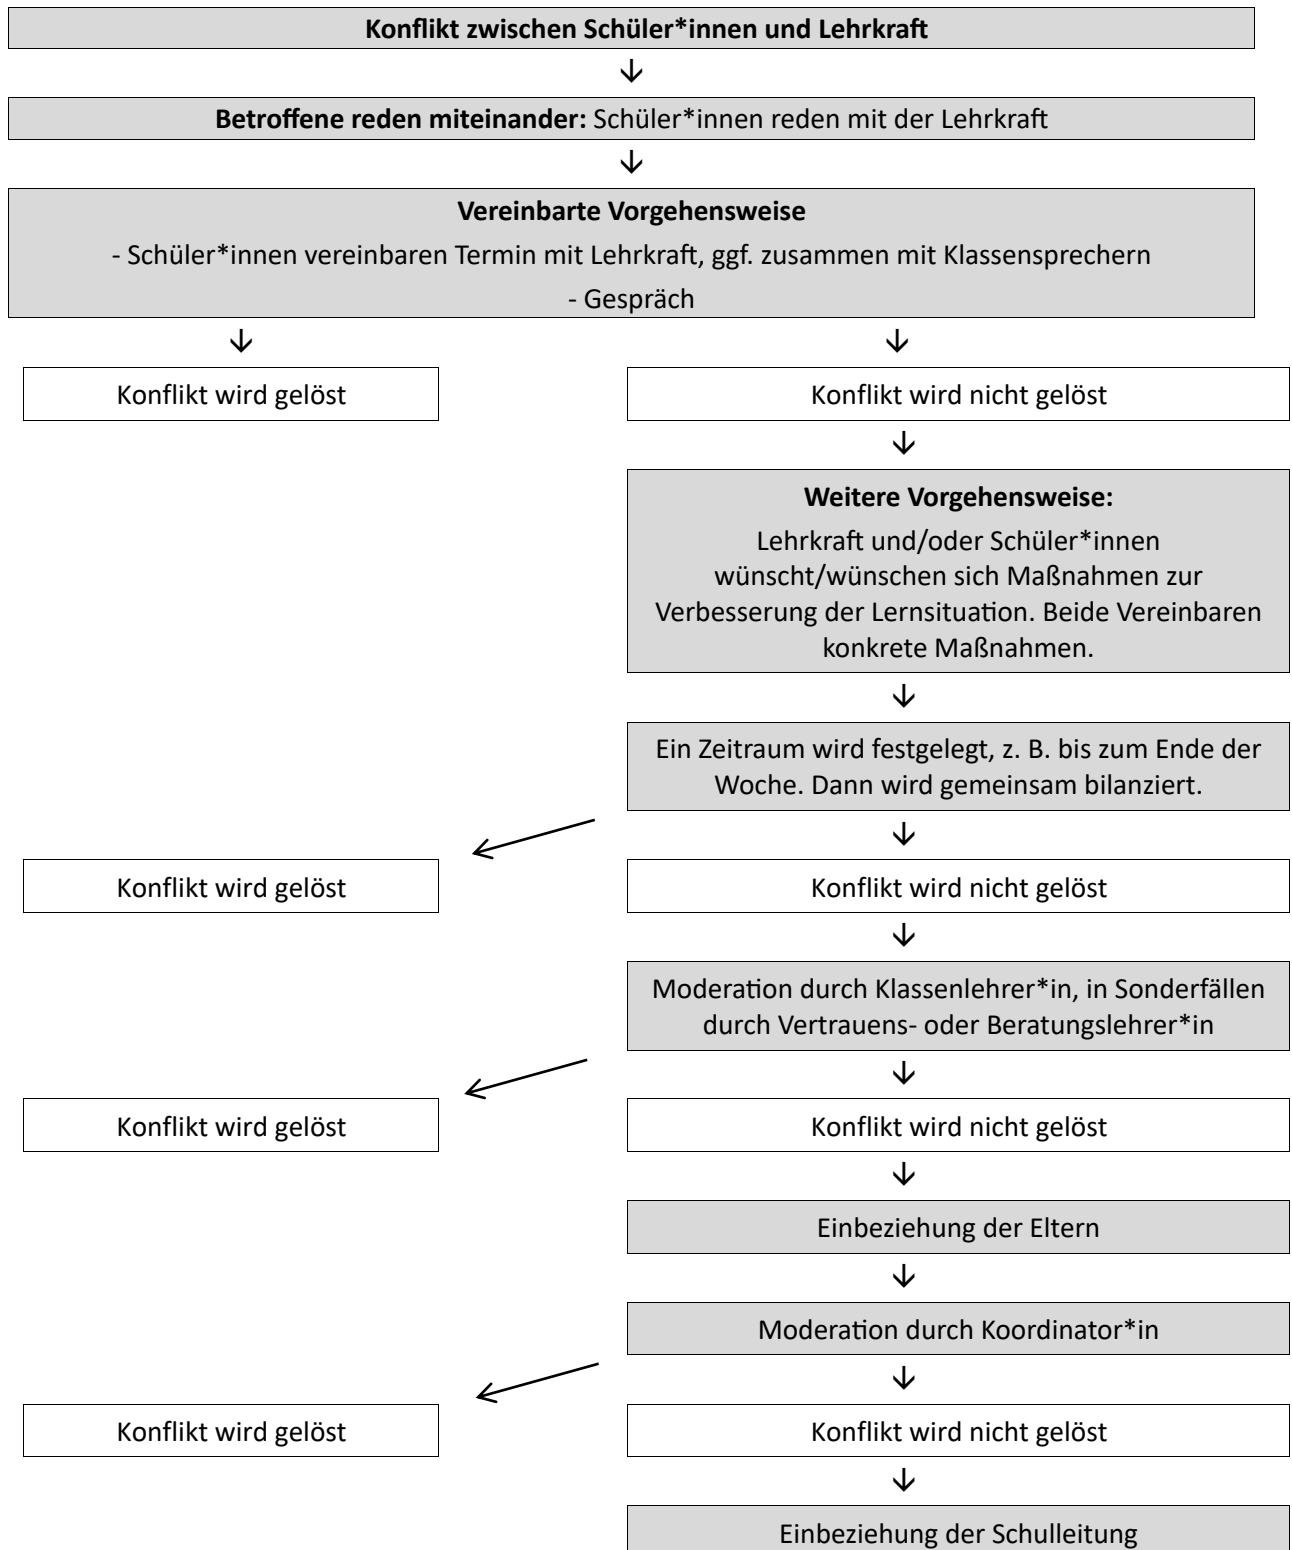 Konflikt zwischen Schüler*innen und Lehrkraft
Betroffene reden miteinander: Schüler*innen reden mit der Lehrkraft
Vereinbarte Vorgehensweise
- Schüler*innen vereinbaren Termin mit Lehrkraft, ggf. zusammen mit Klassensprechern
- Gespräch
Konflikt wird gelöst
Konflikt wird nicht gelöst
Weitere Vorgehensweise:
Lehrkraft und/oder Schüler*innen
wünscht/wünschen sich Maßnahmen zur
Verbesserung der Lernsituation. Beide Vereinbaren
konkrete Maßnahmen.
Ein Zeitraum wird festgelegt, z. B. bis zum Ende der
Woche. Dann wird gemeinsam bilanziert.
Konflikt wird gelöst
Konflikt wird nicht gelöst
Moderation durch Klassenlehrer*in, in Sonderfällen
durch Vertrauens- oder Beratungslehrer*in
Konflikt wird gelöst
Konflikt wird nicht gelöst
Einbeziehung der Eltern
Moderation durch Koordinator*in
Konflikt wird gelöst
Konflikt wird nicht gelöst
Einbeziehung der Schulleitung